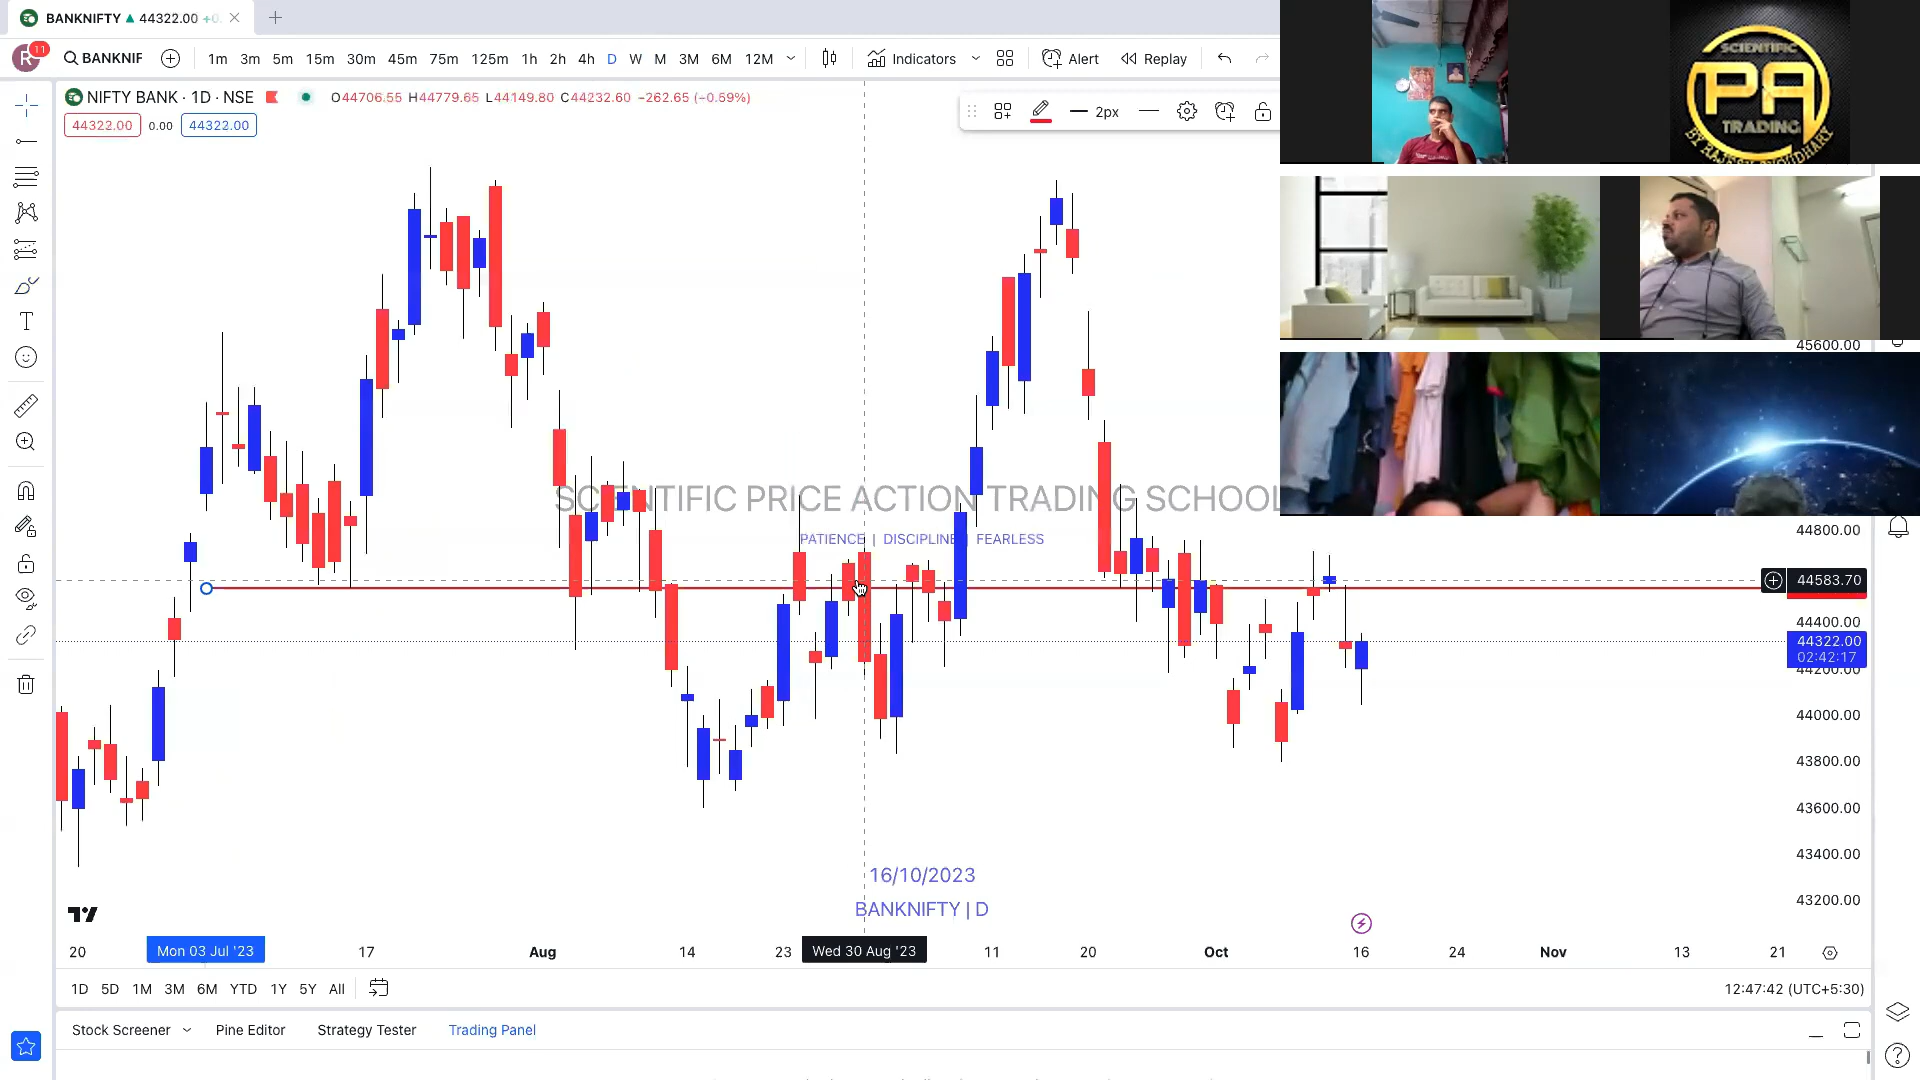 BANKNIFTY ▲ 44322.00 +0.
R 11 BANKNIF 1m 3m 5m 15m 30m 45m 75m 125m 1h 2h 4h D W M 3M 6M 12M Indicators Alert Replay
NIFTY BANK · 1D · NSE O44706.55 H44779.65 L44149.80 C44232.60 −262.65 (−0.59%)
2px
44322.00 0.00 44322.00
SCIENTIFIC
PA
TRADING
BY RAJESH CHOUDHARY
45600.00
SCIENTIFIC PRICE ACTION TRADING SCHOOL
44800.00
PATIENCE | DISCIPLINE | FEARLESS
44583.70
44400.00
44322.00
02:42:17
44200.00
44000.00
43800.00
43600.00
43400.00
16/10/2023
43200.00
BANKNIFTY | D
20 Mon 03 Jul '23 17 Aug 14 23 Wed 30 Aug '23 11 20 Oct 16 24 Nov 13 21
1D 5D 1M 3M 6M YTD 1Y 5Y All 12:47:42 (UTC+5:30)
Stock Screener Pine Editor Strategy Tester Trading Panel